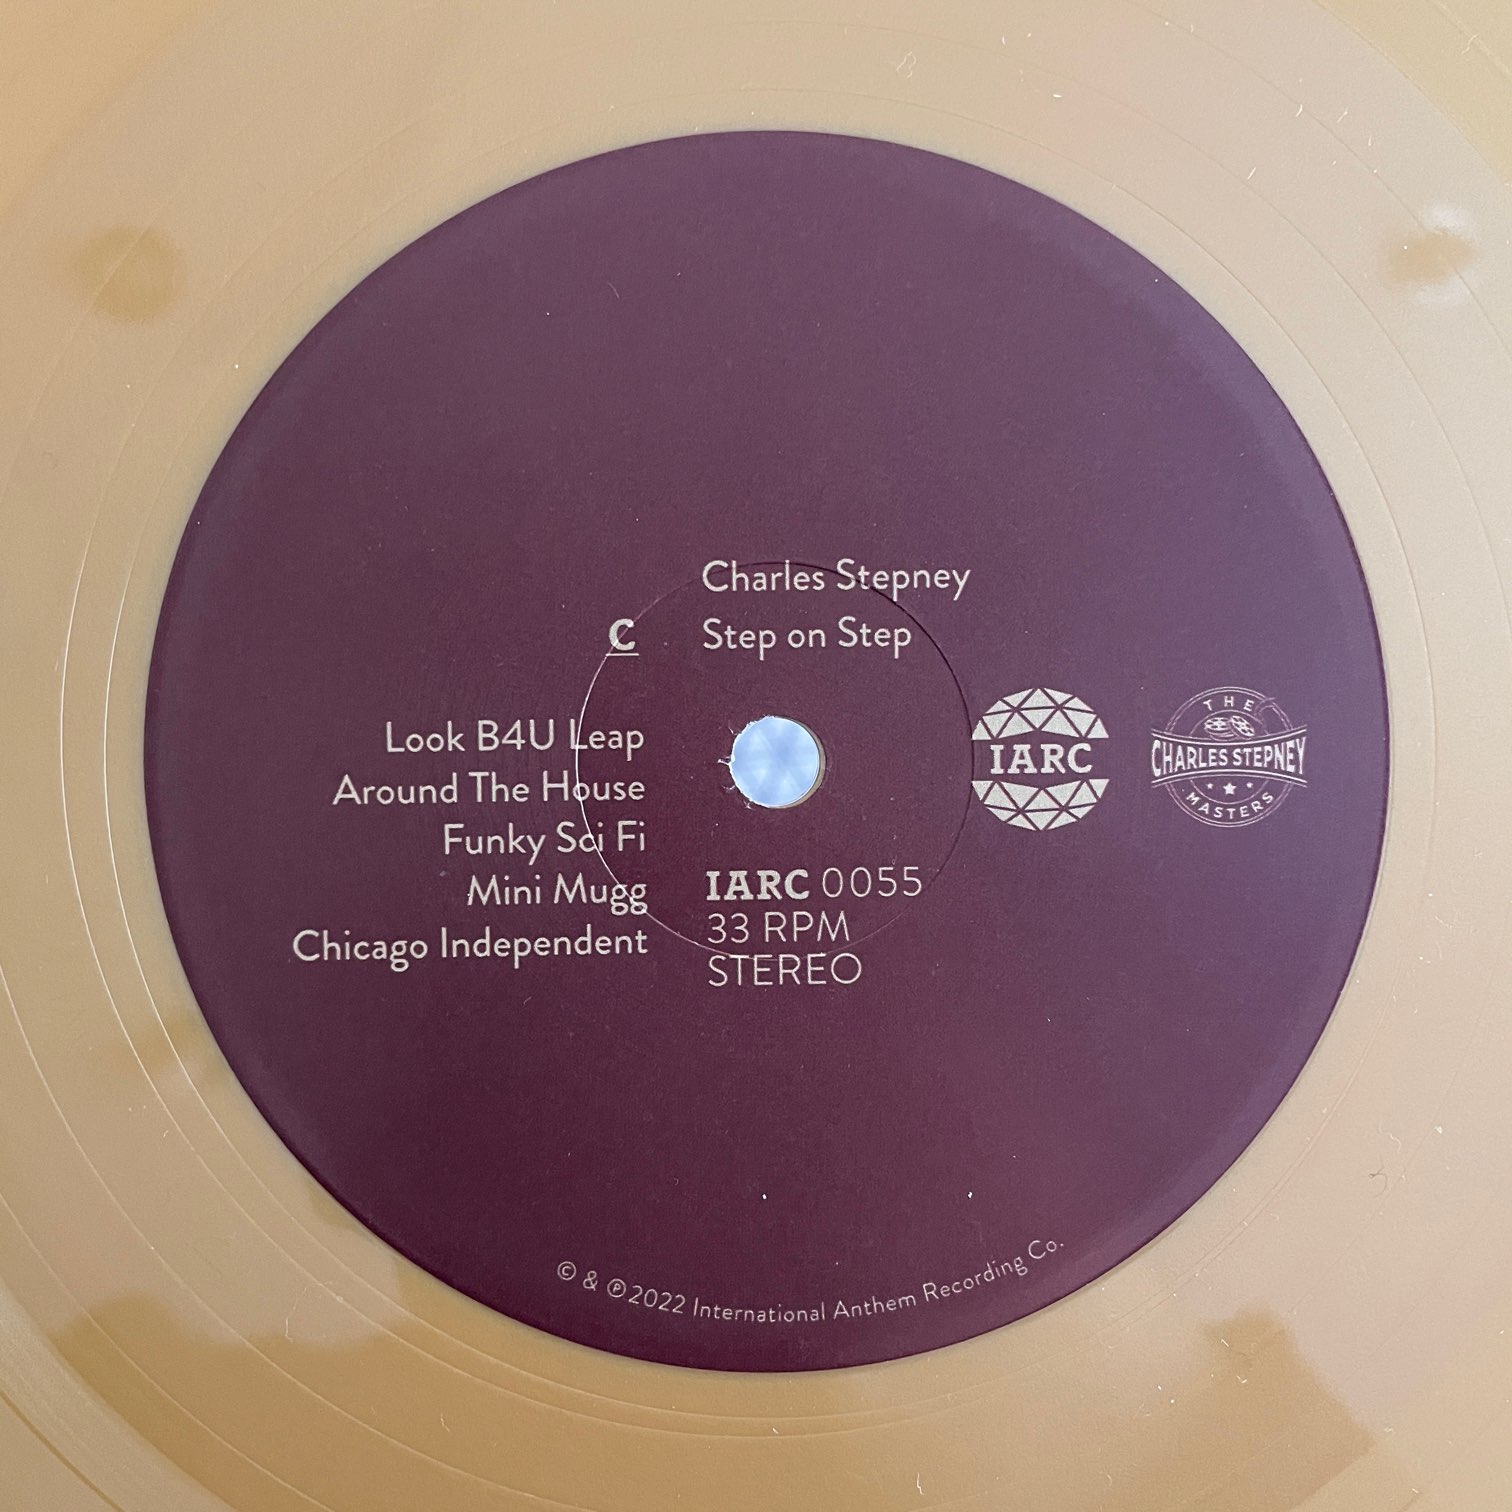 Charles Stepney
C
Step on Step
Look B4U Leap
Around The House
Funky Sci Fi
Mini Mugg
Chicago Independent
IARC
THE
CHARLES STEPNEY
MASTERS
IARC 0055
33 RPM
STEREO
© & ℗2022 International Anthem Recording Co.